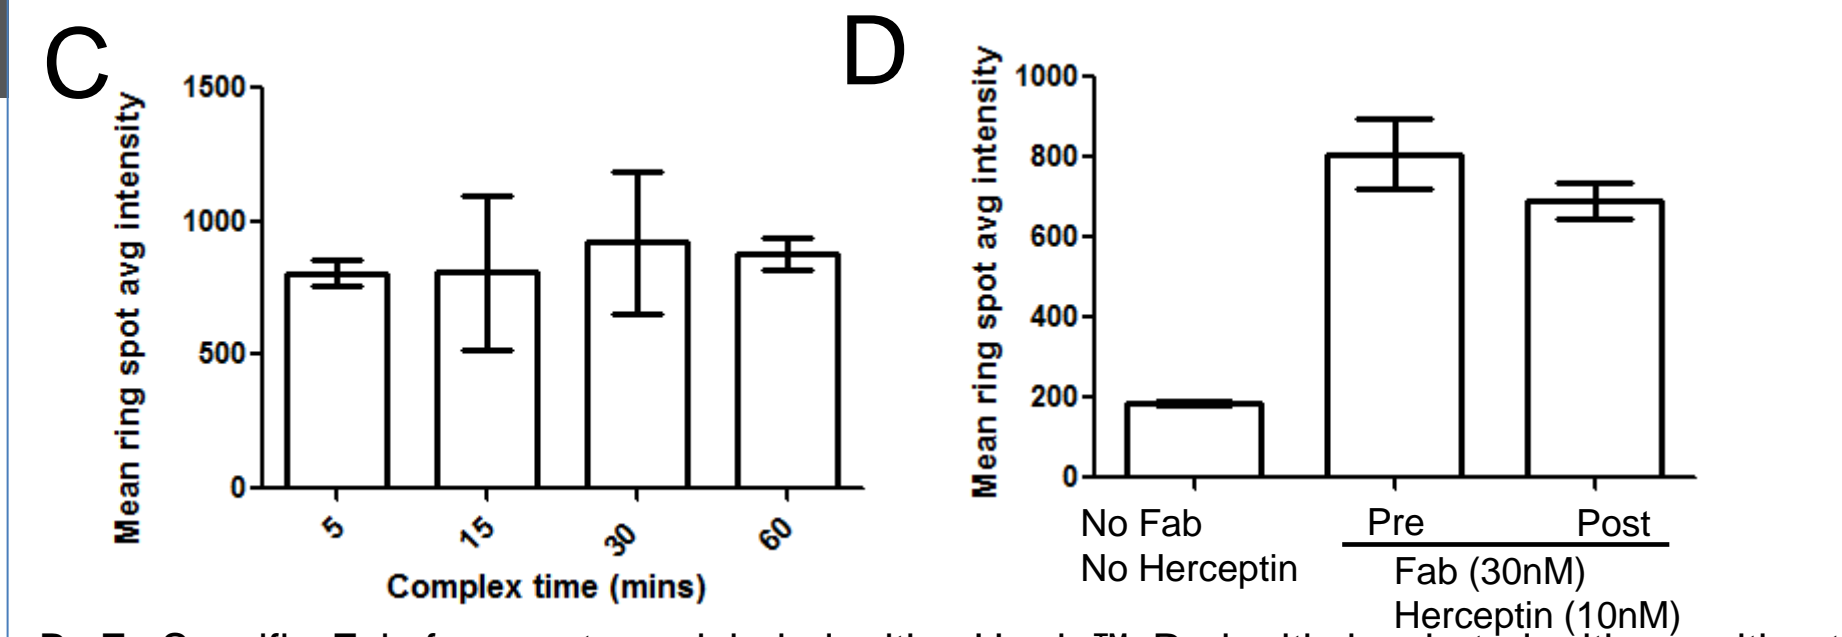 C
Mean ring spot avg intensity
1500
1000
500
0
5
15
30
60
Complex time (mins)
D
Mean ring spot avg intensity
1000
800
600
400
200
0
No Fab
No Herceptin
Pre
Post
Fab (30nM)
Herceptin (10nM)